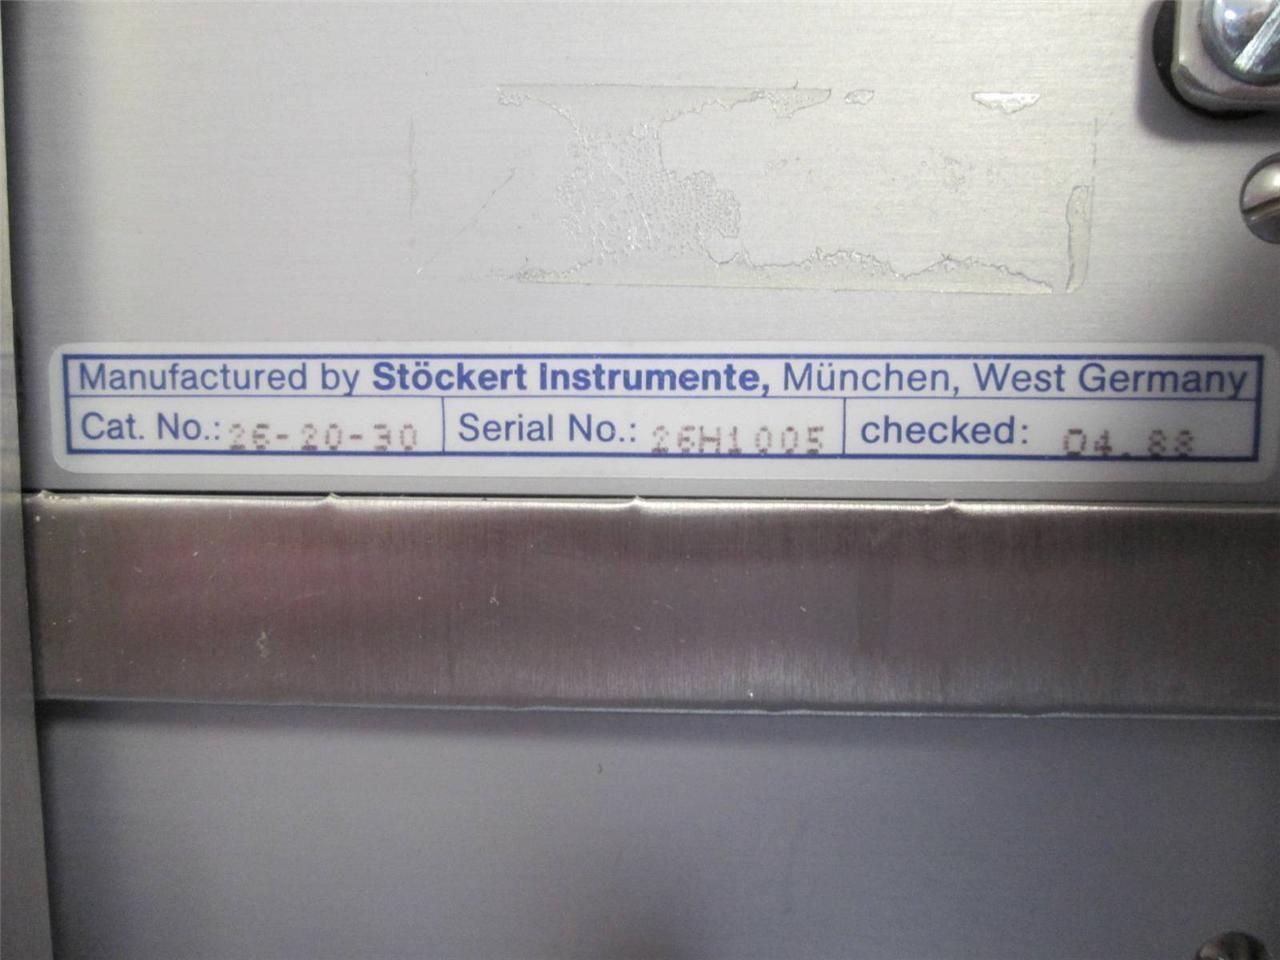 Manufactured by Stöckert Instrumente, München, West Germany
Cat. No.: 26-20-30 Serial No.: 26H1005 checked: 04.88